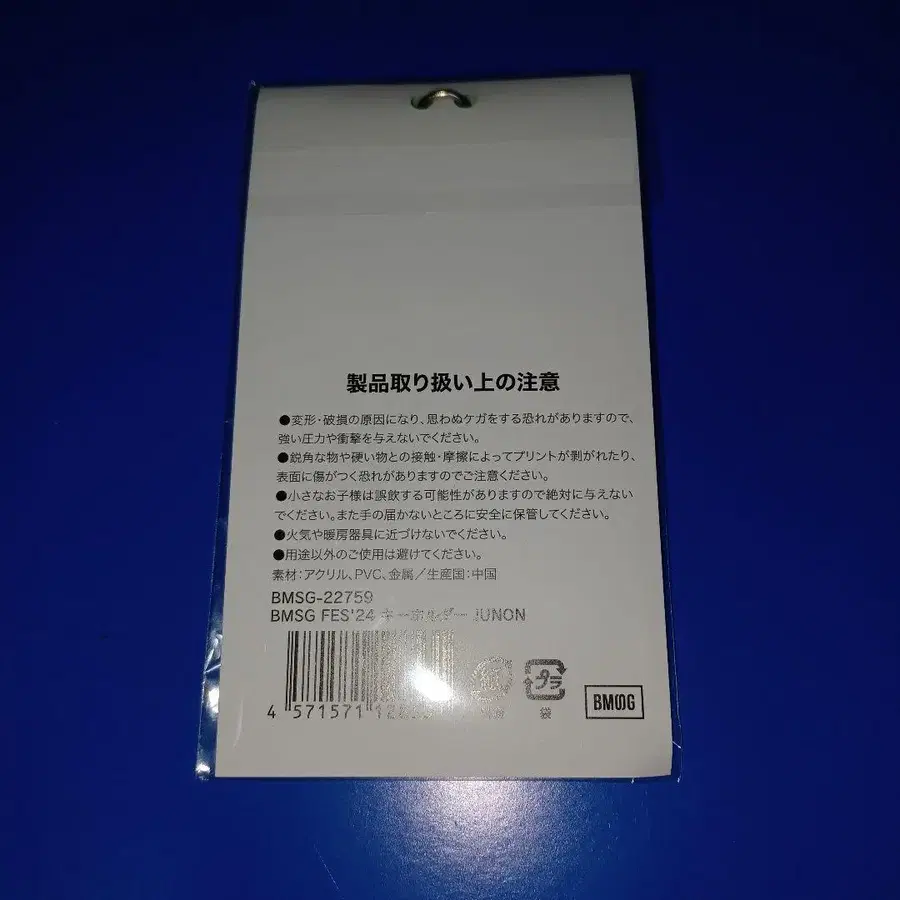 製品取り扱い上の注意
●変形・破損の原因になり、思わぬケガをする恐れがありますので、
強い圧力や衝撃を与えないでください。
●鋭角な物や硬い物との接触・摩擦によってプリントが剥がれたり、
表面に傷がつく恐れがありますのでご注意ください。
●小さなお子様は誤飲する可能性がありますので絶対に与えない
でください。また手の届かないところに安全に保管してください。
●火気や暖房器具に近づけないでください。
●用途以外のご使用は避けてください。
素材:アクリル、PVC、金属/生産国:中国
BMSG-22759
BMSG FES'24 キーホルダー JUNON
4 571571
紙 プラ
袋
BMSG